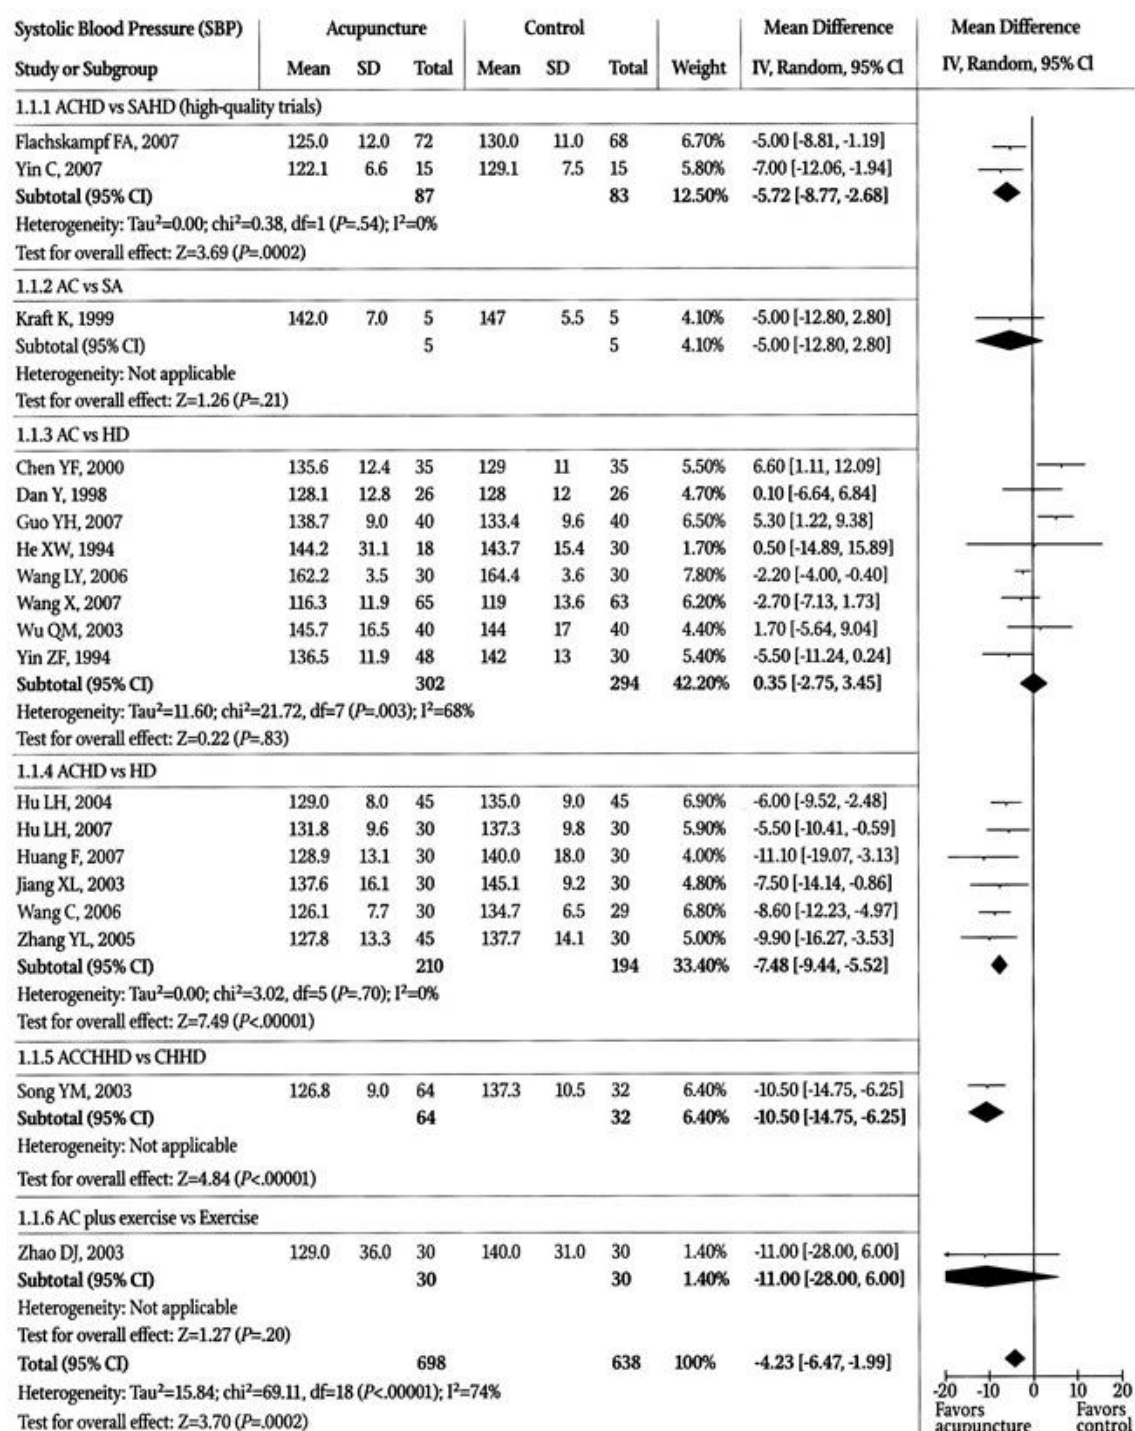 Systolic Blood Pressure (SBP) Acupuncture Control Mean Difference Mean Difference
Study or Subgroup Mean SD Total Mean SD Total Weight IV, Random, 95% CI IV, Random, 95% CI
1.1.1 ACHD vs SAHD (high-quality trials)
Flachskampf FA, 2007 125.0 12.0 72 130.0 11.0 68 6.70% -5.00 [-8.81, -1.19]
Yin C, 2007 122.1 6.6 15 129.1 7.5 15 5.80% -7.00 [-12.06, -1.94]
Subtotal (95% CI) 87 83 12.50% -5.72 [-8.77, -2.68]
Heterogeneity: Tau²=0.00; chi²=0.38, df=1 (P=.54); I²=0%
Test for overall effect: Z=3.69 (P=.0002)
1.1.2 AC vs SA
Kraft K, 1999 142.0 7.0 5 147 5.5 5 4.10% -5.00 [-12.80, 2.80]
Subtotal (95% CI) 5 5 4.10% -5.00 [-12.80, 2.80]
Heterogeneity: Not applicable
Test for overall effect: Z=1.26 (P=.21)
1.1.3 AC vs HD
Chen YF, 2000 135.6 12.4 35 129 11 35 5.50% 6.60 [1.11, 12.09]
Dan Y, 1998 128.1 12.8 26 128 12 26 4.70% 0.10 [-6.64, 6.84]
Guo YH, 2007 138.7 9.0 40 133.4 9.6 40 6.50% 5.30 [1.22, 9.38]
He XW, 1994 144.2 31.1 18 143.7 15.4 30 1.70% 0.50 [-14.89, 15.89]
Wang LY, 2006 162.2 3.5 30 164.4 3.6 30 7.80% -2.20 [-4.00, -0.40]
Wang X, 2007 116.3 11.9 65 119 13.6 63 6.20% -2.70 [-7.13, 1.73]
Wu QM, 2003 145.7 16.5 40 144 17 40 4.40% 1.70 [-5.64, 9.04]
Yin ZF, 1994 136.5 11.9 48 142 13 30 5.40% -5.50 [-11.24, 0.24]
Subtotal (95% CI) 302 294 42.20% 0.35 [-2.75, 3.45]
Heterogeneity: Tau²=11.60; chi²=21.72, df=7 (P=.003); I²=68%
Test for overall effect: Z=0.22 (P=.83)
1.1.4 ACHD vs HD
Hu LH, 2004 129.0 8.0 45 135.0 9.0 45 6.90% -6.00 [-9.52, -2.48]
Hu LH, 2007 131.8 9.6 30 137.3 9.8 30 5.90% -5.50 [-10.41, -0.59]
Huang F, 2007 128.9 13.1 30 140.0 18.0 30 4.00% -11.10 [-19.07, -3.13]
Jiang XL, 2003 137.6 16.1 30 145.1 9.2 30 4.80% -7.50 [-14.14, -0.86]
Wang C, 2006 126.1 7.7 30 134.7 6.5 29 6.80% -8.60 [-12.23, -4.97]
Zhang YL, 2005 127.8 13.3 45 137.7 14.1 30 5.00% -9.90 [-16.27, -3.53]
Subtotal (95% CI) 210 194 33.40% -7.48 [-9.44, -5.52]
Heterogeneity: Tau²=0.00; chi²=3.02, df=5 (P=.70); I²=0%
Test for overall effect: Z=7.49 (P<.00001)
1.1.5 ACCHHD vs CHHD
Song YM, 2003 126.8 9.0 64 137.3 10.5 32 6.40% -10.50 [-14.75, -6.25]
Subtotal (95% CI) 64 32 6.40% -10.50 [-14.75, -6.25]
Heterogeneity: Not applicable
Test for overall effect: Z=4.84 (P<.00001)
1.1.6 AC plus exercise vs Exercise
Zhao DJ, 2003 129.0 36.0 30 140.0 31.0 30 1.40% -11.00 [-28.00, 6.00]
Subtotal (95% CI) 30 30 1.40% -11.00 [-28.00, 6.00]
Heterogeneity: Not applicable
Test for overall effect: Z=1.27 (P=.20)
Total (95% CI) 698 638 100% -4.23 [-6.47, -1.99]
Heterogeneity: Tau²=15.84; chi²=69.11, df=18 (P<.00001); I²=74%
Test for overall effect: Z=3.70 (P=.0002)
-20 -10 0 10 20
Favors Favors
acupuncture control